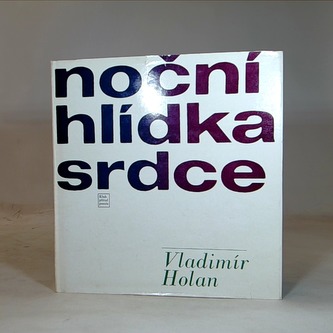 noční
hlídka
srdce
Vladimír
Holan